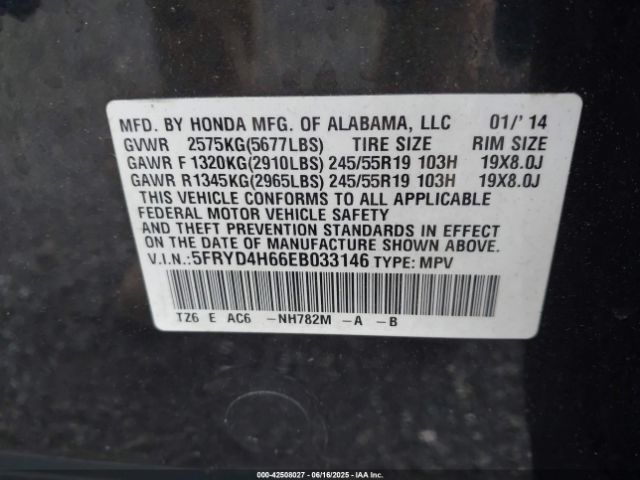 MFD. BY HONDA MFG. OF ALABAMA, LLC 01/' 14
GVWR 2575KG(5677LBS) TIRE SIZE RIM SIZE
GAWR F 1320KG(2910LBS) 245/55R19 103H 19X8.0J
GAWR R1345KG(2965LBS) 245/55R19 103H 19X8.0J
THIS VEHICLE CONFORMS TO ALL APPLICABLE
FEDERAL MOTOR VEHICLE SAFETY
AND THEFT PREVENTION STANDARDS IN EFFECT
ON THE DATE OF MANUFACTURE SHOWN ABOVE.
V.I.N.:5FRYD4H66EB033146 TYPE: MPV
TZ6 E AC6 -NH782M -A -B
000-42508027 - 06/16/2025 - IAAI.COM